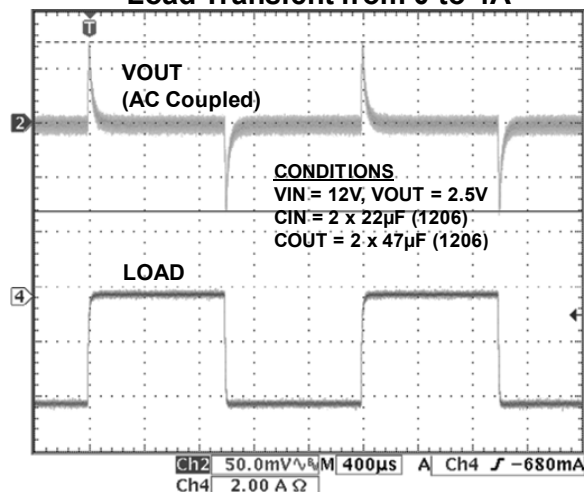 Load Transient from 0 to 4A
T
VOUT
(AC Coupled)
2
CONDITIONS
VIN = 12V, VOUT = 2.5V
CIN = 2 x 22µF (1206)
COUT = 2 x 47µF (1206)
LOAD
4
Ch2 50.0mV∿ M 400µs A Ch4 ʃ −680mA
Ch4 2.00 A Ω